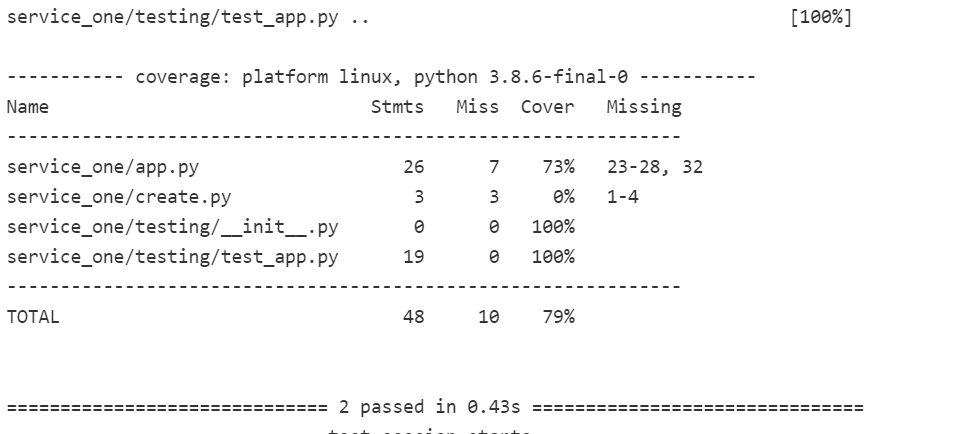 service_one/testing/test_app.py .. [100%]
----------- coverage: platform linux, python 3.8.6-final-0 -----------
Name Stmts Miss Cover Missing
---------------------------------------------------------------
service_one/app.py 26 7 73% 23-28, 32
service_one/create.py 3 3 0% 1-4
service_one/testing/__init__.py 0 0 100%
service_one/testing/test_app.py 19 0 100%
---------------------------------------------------------------
TOTAL 48 10 79%
============================== 2 passed in 0.43s ===============================
test session starts